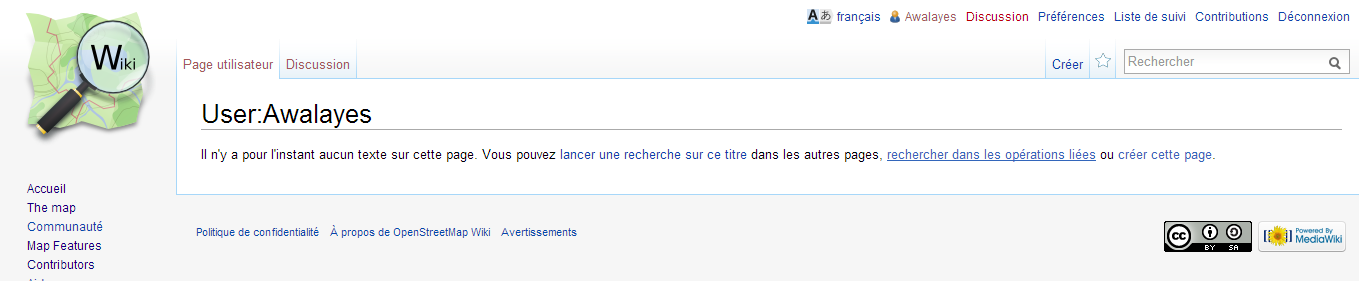 Aあ français Awalayes Discussion Préférences Liste de suivi Contributions Déconnexion
Wiki
Page utilisateur Discussion Créer Rechercher
User:Awalayes
Il n'y a pour l'instant aucun texte sur cette page. Vous pouvez lancer une recherche sur ce titre dans les autres pages, rechercher dans les opérations liées ou créer cette page.
Accueil
The map
Communauté
Map Features
Contributors
Politique de confidentialité À propos de OpenStreetMap Wiki Avertissements
cc BY SA
Powered By
MediaWiki